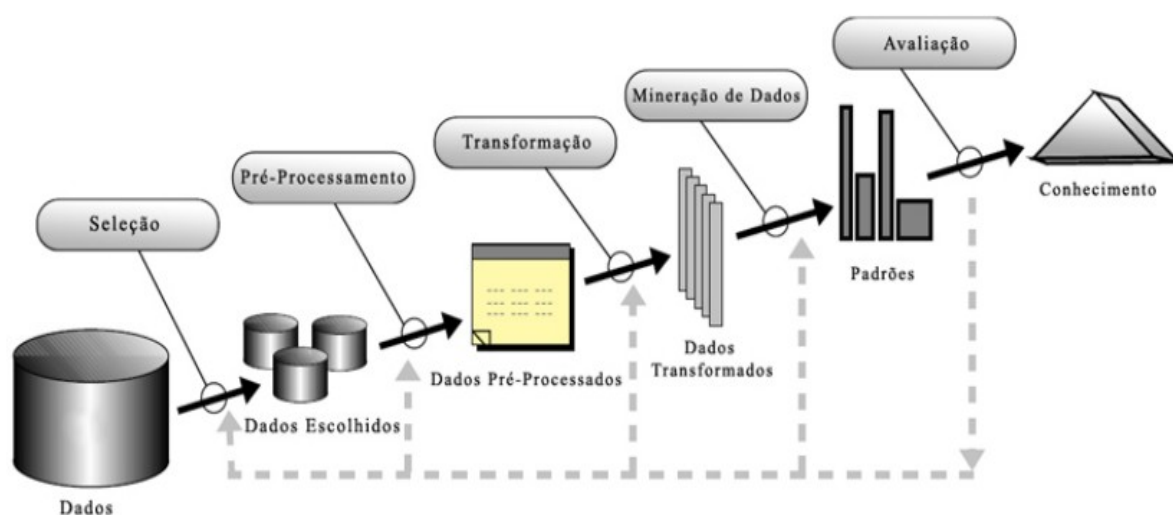 Avaliação
Mineração de Dados
Transformação
Pré-Processamento
Seleção
Conhecimento
Padrões
Dados
Transformados
Dados Pré-Processados
Dados Escolhidos
Dados